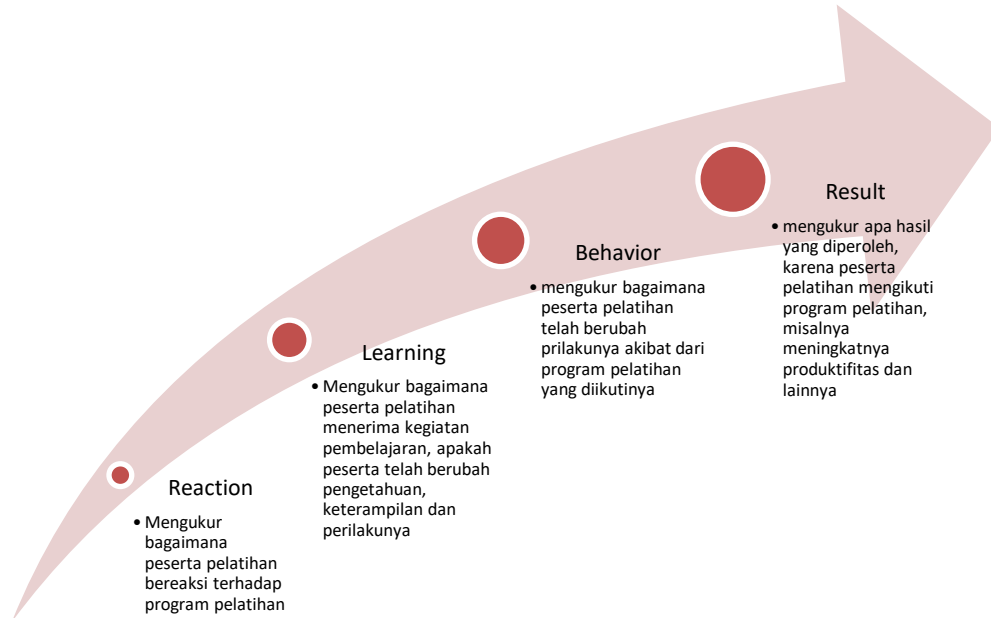 Reaction
• Mengukur
bagaimana
peserta pelatihan
bereaksi terhadap
program pelatihan
Learning
• Mengukur bagaimana
peserta pelatihan
menerima kegiatan
pembelajaran, apakah
peserta telah berubah
pengetahuan,
keterampilan dan
perilakunya
Behavior
• mengukur bagaimana
peserta pelatihan
telah berubah
prilakunya akibat dari
program pelatihan
yang diikutinya
Result
• mengukur apa hasil
yang diperoleh,
karena peserta
pelatihan mengikuti
program pelatihan,
misalnya
meningkatnya
produktifitas dan
lainnya